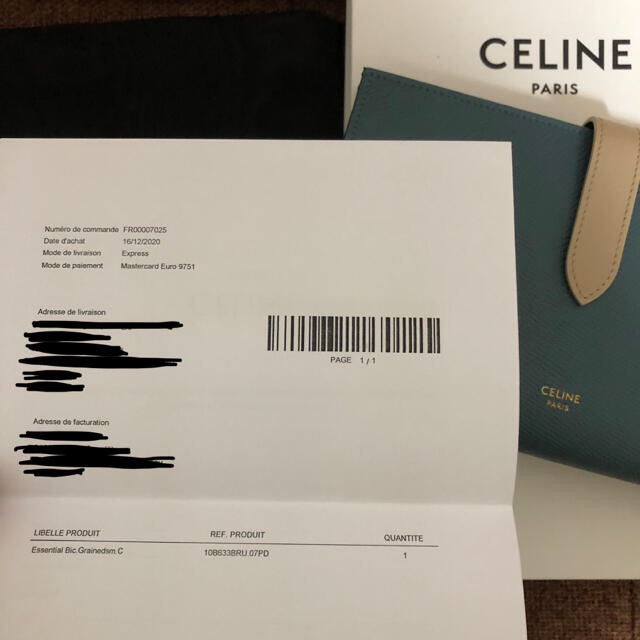 CELINE
PARIS
Numéro de commande FR00007025
Date d'achat 16/12/2020
Mode de livraison Express
Mode de paiement Mastercard Euro 9751
Adresse de livraison
PAGE 1 / 1
CELINE
PARIS
Adresse de facturation
LIBELLE PRODUIT REF. PRODUIT QUANTITE
Essential Bic.Grainedsm.C 10B633BRU.07PD 1